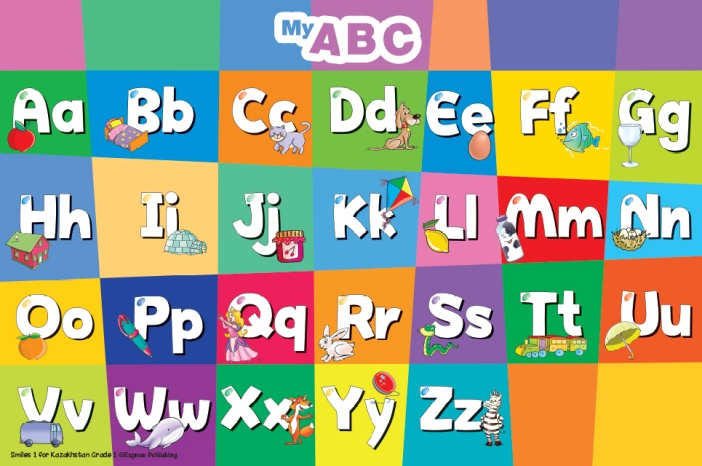 My ABC
Aa Bb Cc Dd Ee Ff Gg
Hh Ii Jj Kk Ll Mm Nn
Oo Pp Qq Rr Ss Tt Uu
Vv Ww Xx Yy Zz
Smiles 1 for Kazakhstan Grade 1 ©Express Publishing